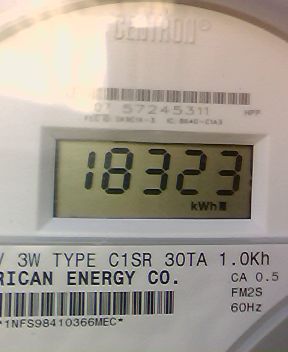 CENTRON®
57245311
18323
kWh
V 3W TYPE C1SR 30TA 1.0Kh
RICAN ENERGY CO.
CA 0.5
FM2S
60Hz
*1NFS98410366MEC*